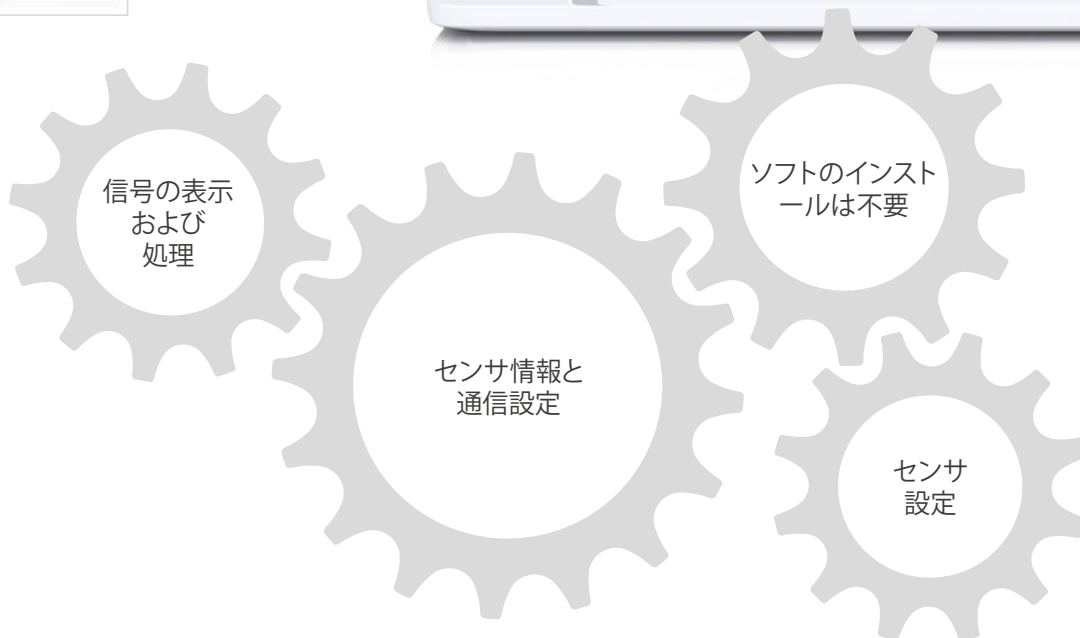 信号の表示
および
処理
ソフトのインスト
ールは不要
センサ情報と
通信設定
センサ
設定